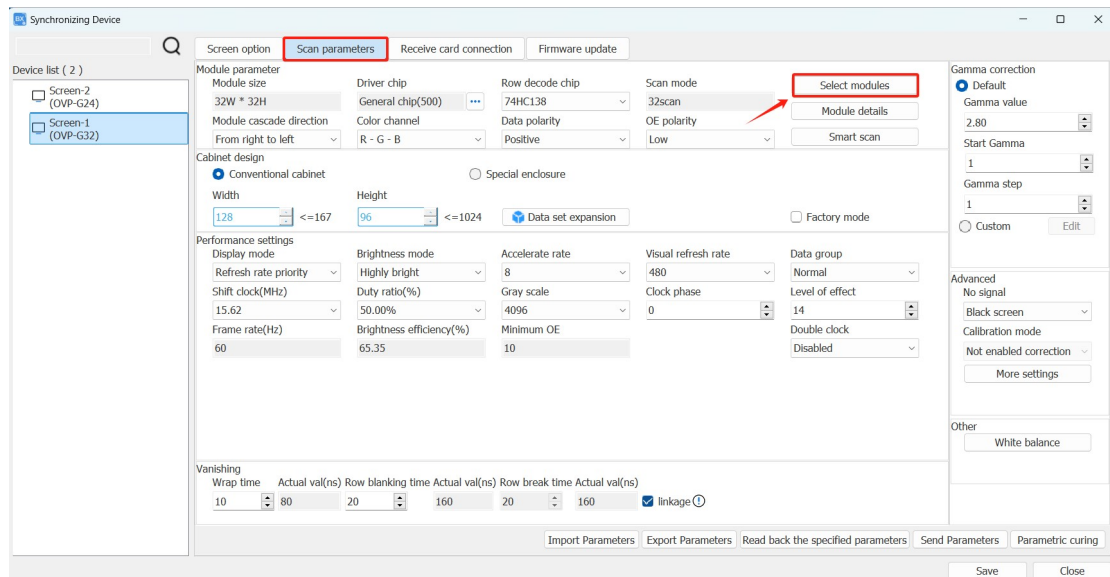 BX Synchronizing Device
Screen option Scan parameters Receive card connection Firmware update
Device list ( 2 )
Screen-2
(OVP-G24)
Screen-1
(OVP-G32)
Module parameter
Module size Driver chip Row decode chip Scan mode
32W * 32H General chip(500) ••• 74HC138 32scan Select modules
Module cascade direction Color channel Data polarity OE polarity Module details
From right to left R - G - B Positive Low Smart scan
Cabinet design
Conventional cabinet Special enclosure
Width Height
128 <=167 96 <=1024 Data set expansion Factory mode
Performance settings
Display mode Brightness mode Accelerate rate Visual refresh rate Data group
Refresh rate priority Highly bright 8 480 Normal
Shift clock(MHz) Duty ratio(%) Gray scale Clock phase Level of effect
15.62 50.00% 4096 0 14
Frame rate(Hz) Brightness efficiency(%) Minimum OE Double clock
60 65.35 10 Disabled
Vanishing
Wrap time Actual val(ns) Row blanking time Actual val(ns) Row break time Actual val(ns)
10 80 20 160 20 160 linkage
Gamma correction
Default
Gamma value
2.80
Start Gamma
1
Gamma step
1
Custom Edit
Advanced
No signal
Black screen
Calibration mode
Not enabled correction
More settings
Other
White balance
Import Parameters Export Parameters Read back the specified parameters Send Parameters Parametric curing
Save Close